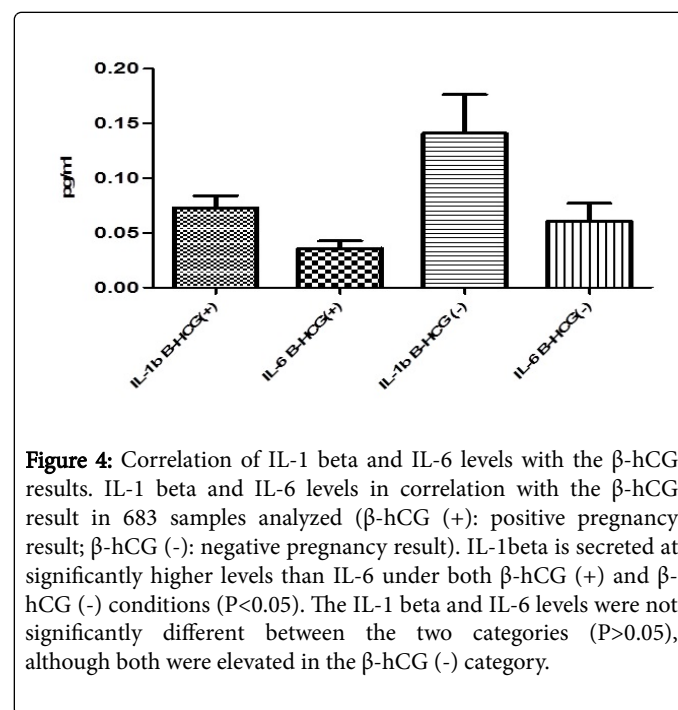 0.20
0.15
0.10
0.05
0.00
pg/ml
IL-1b B-HCG(+)
IL-6 B-HCG(+)
IL-1b B-HCG (-)
IL-6 B-HCG(-)
Figure 4: Correlation of IL-1 beta and IL-6 levels with the β-hCG
results. IL-1 beta and IL-6 levels in correlation with the β-hCG
result in 683 samples analyzed (β-hCG (+): positive pregnancy
result; β-hCG (-): negative pregnancy result). IL-1beta is secreted at
significantly higher levels than IL-6 under both β-hCG (+) and β-
hCG (-) conditions (P<0.05). The IL-1 beta and IL-6 levels were not
significantly different between the two categories (P>0.05),
although both were elevated in the β-hCG (-) category.